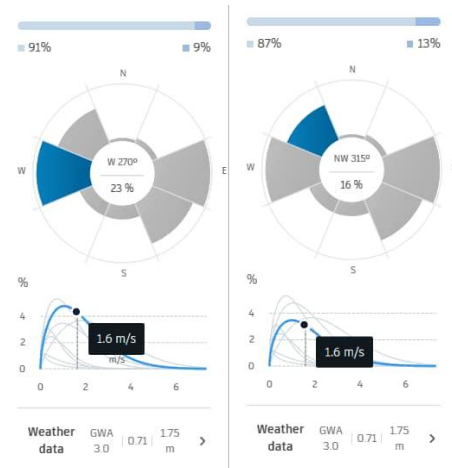 91%
9%
N
W
E
W 270º
23 %
S
%
4
2
0
1.6 m/s
m/s
0
2
4
6
Weather data
GWA 3.0
0.71
1.75 m
87%
13%
N
W
NW 315º
16 %
S
%
4
2
0
1.6 m/s
0
2
4
6
Weather data
GWA 3.0
0.71
1.75 m